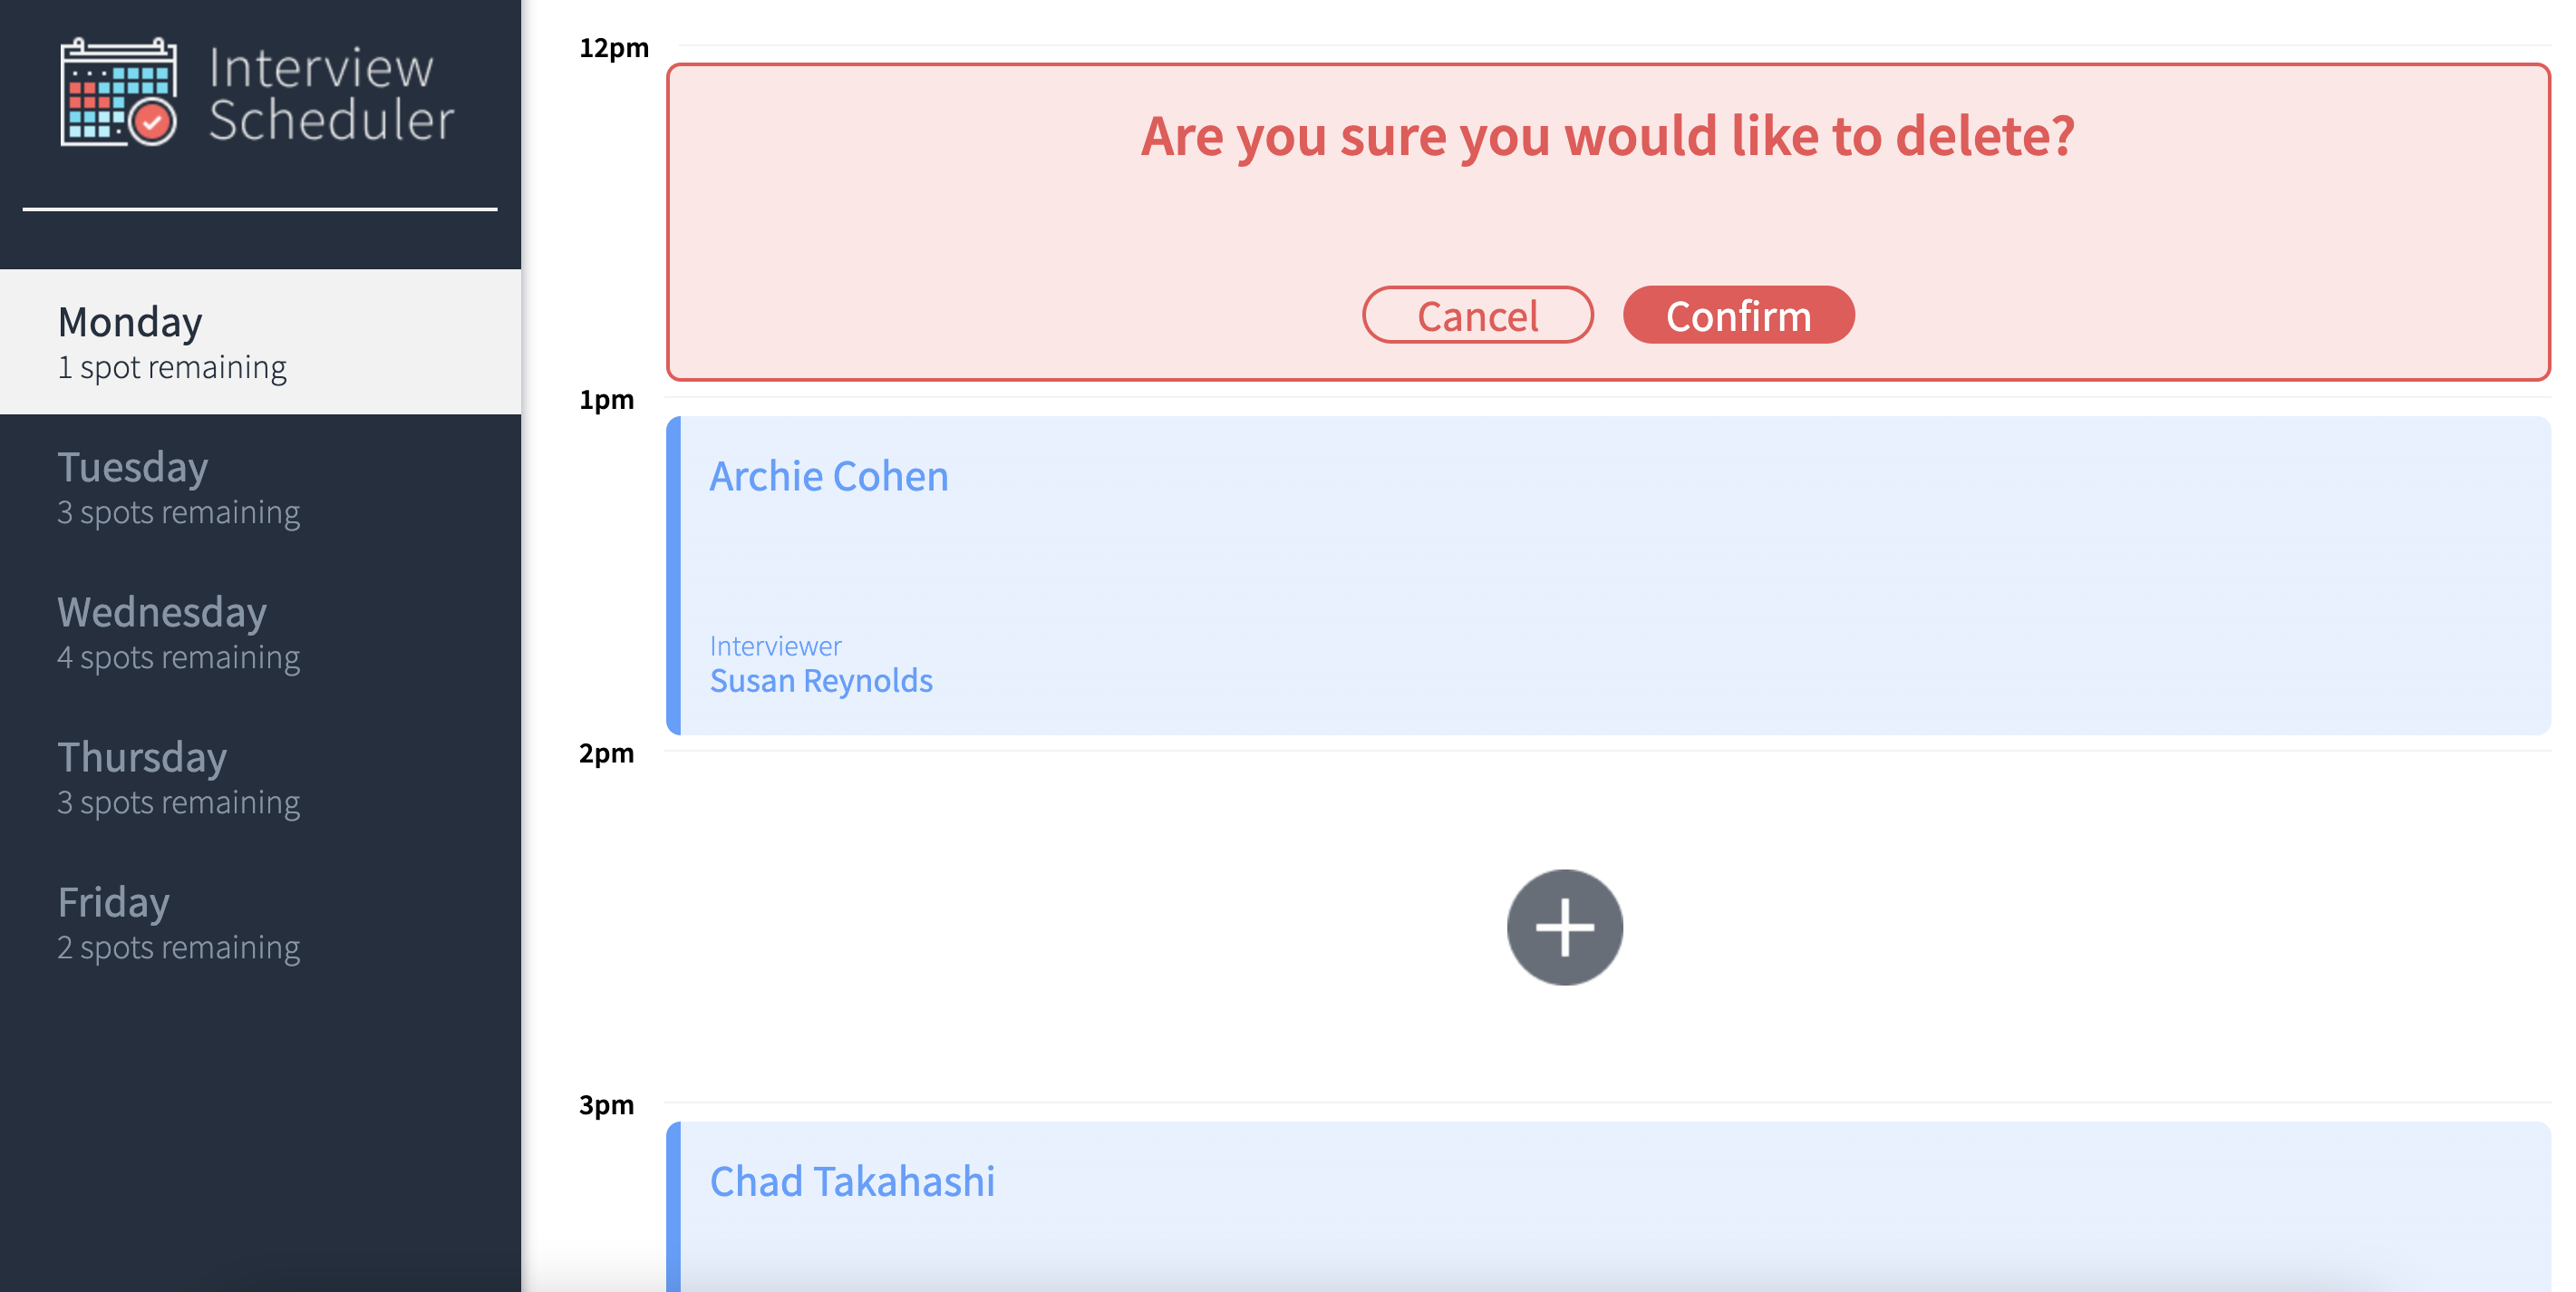 Interview
Scheduler
Monday
1 spot remaining
Tuesday
3 spots remaining
Wednesday
4 spots remaining
Thursday
3 spots remaining
Friday
2 spots remaining
12pm
Are you sure you would like to delete?
Cancel
Confirm
1pm
Archie Cohen
Interviewer
Susan Reynolds
2pm
3pm
Chad Takahashi